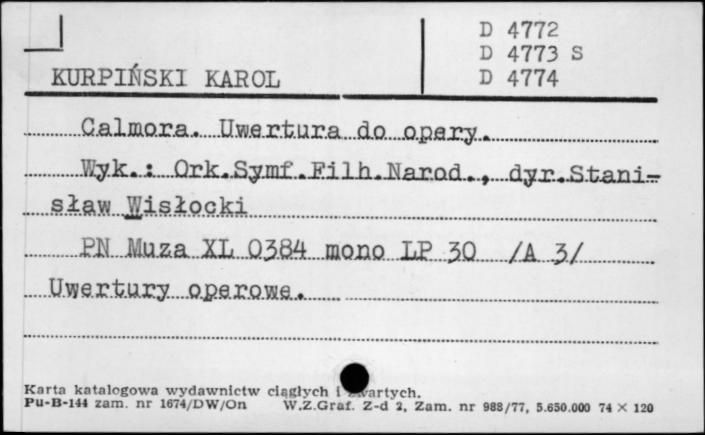 D 4772
D 4773 S
D 4774
KURPIŃSKI KAROL
Calmora. Uwertura do opery.
Wyk.: Ork.Symf.Filh.Narod., dyr.Stani-
sław Wisłocki
PN Muza XL 0384 mono LP 30 /A 3/
Uwertury operowe.
Karta katalogowa wydawnictw ciągłych i zwartych.
Pu-B-144 zam. nr 1674/DW/On W.Z.Graf. Z-d 2, Zam. nr 988/77, 5.650.000 74 × 120